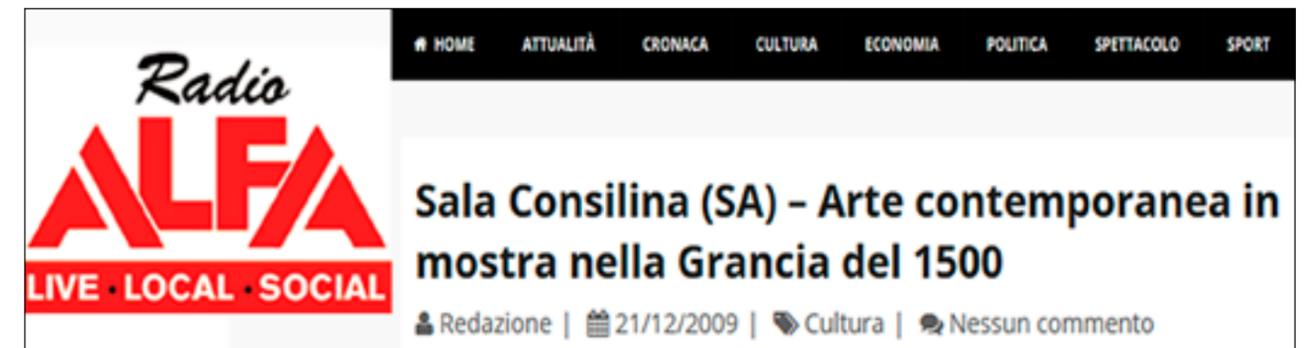 Radio
ALFA
LIVE · LOCAL · SOCIAL
HOME ATTUALITÀ CRONACA CULTURA ECONOMIA POLITICA SPETTACOLO SPORT
Sala Consilina (SA) – Arte contemporanea in
mostra nella Grancia del 1500
Redazione | 21/12/2009 | Cultura | Nessun commento